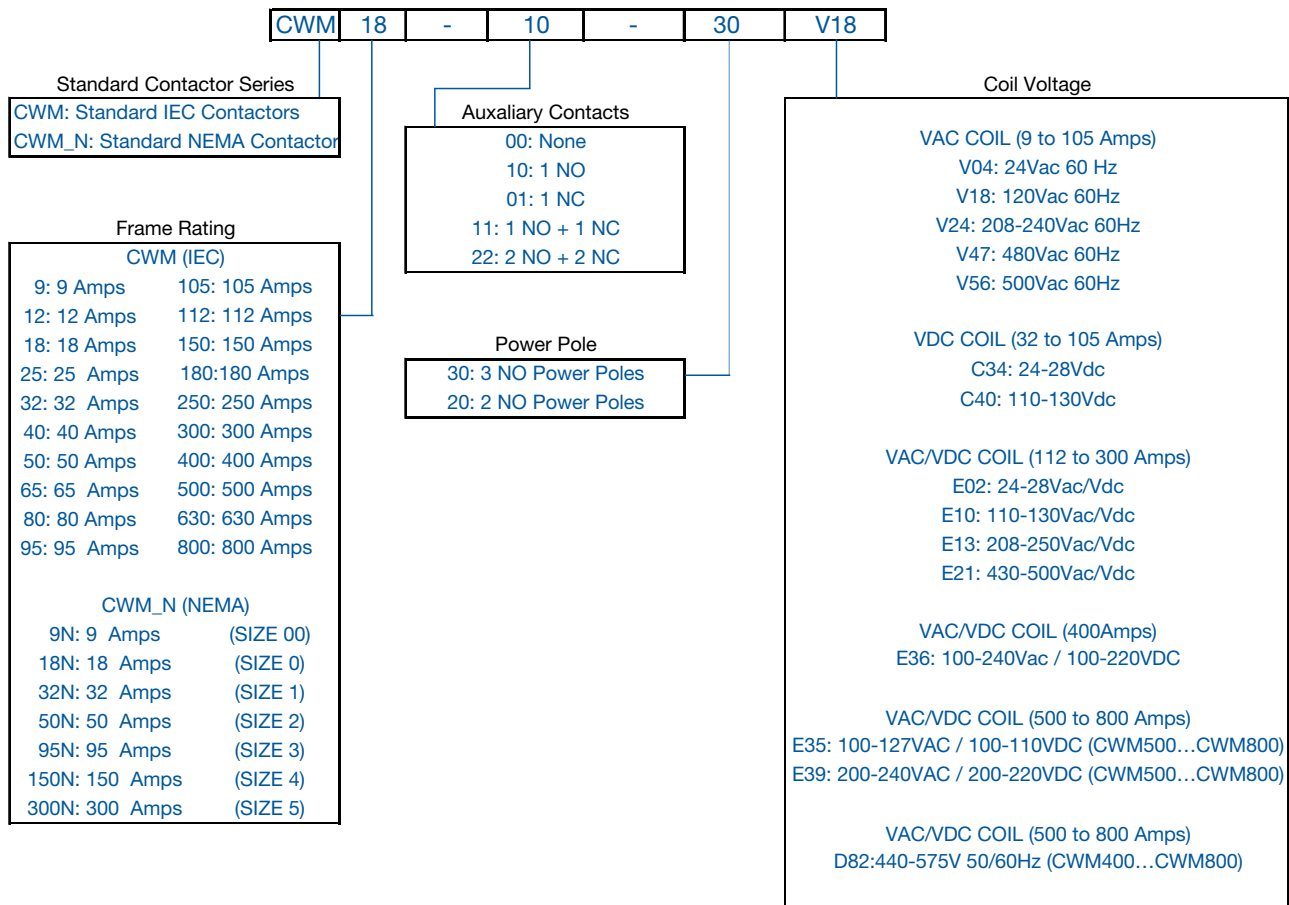 CWM 18 - 10 - 30 V18
Standard Contactor Series
CWM: Standard IEC Contactors
CWM_N: Standard NEMA Contactor
Frame Rating
CWM (IEC)
9: 9 Amps 105: 105 Amps
12: 12 Amps 112: 112 Amps
18: 18 Amps 150: 150 Amps
25: 25 Amps 180:180 Amps
32: 32 Amps 250: 250 Amps
40: 40 Amps 300: 300 Amps
50: 50 Amps 400: 400 Amps
65: 65 Amps 500: 500 Amps
80: 80 Amps 630: 630 Amps
95: 95 Amps 800: 800 Amps
CWM_N (NEMA)
9N: 9 Amps (SIZE 00)
18N: 18 Amps (SIZE 0)
32N: 32 Amps (SIZE 1)
50N: 50 Amps (SIZE 2)
95N: 95 Amps (SIZE 3)
150N: 150 Amps (SIZE 4)
300N: 300 Amps (SIZE 5)
Auxaliary Contacts
00: None
10: 1 NO
01: 1 NC
11: 1 NO + 1 NC
22: 2 NO + 2 NC
Power Pole
30: 3 NO Power Poles
20: 2 NO Power Poles
Coil Voltage
VAC COIL (9 to 105 Amps)
V04: 24Vac 60 Hz
V18: 120Vac 60Hz
V24: 208-240Vac 60Hz
V47: 480Vac 60Hz
V56: 500Vac 60Hz
VDC COIL (32 to 105 Amps)
C34: 24-28Vdc
C40: 110-130Vdc
VAC/VDC COIL (112 to 300 Amps)
E02: 24-28Vac/Vdc
E10: 110-130Vac/Vdc
E13: 208-250Vac/Vdc
E21: 430-500Vac/Vdc
VAC/VDC COIL (400Amps)
E36: 100-240Vac / 100-220VDC
VAC/VDC COIL (500 to 800 Amps)
E35: 100-127VAC / 100-110VDC (CWM500…CWM800)
E39: 200-240VAC / 200-220VDC (CWM500…CWM800)
VAC/VDC COIL (500 to 800 Amps)
D82:440-575V 50/60Hz (CWM400…CWM800)